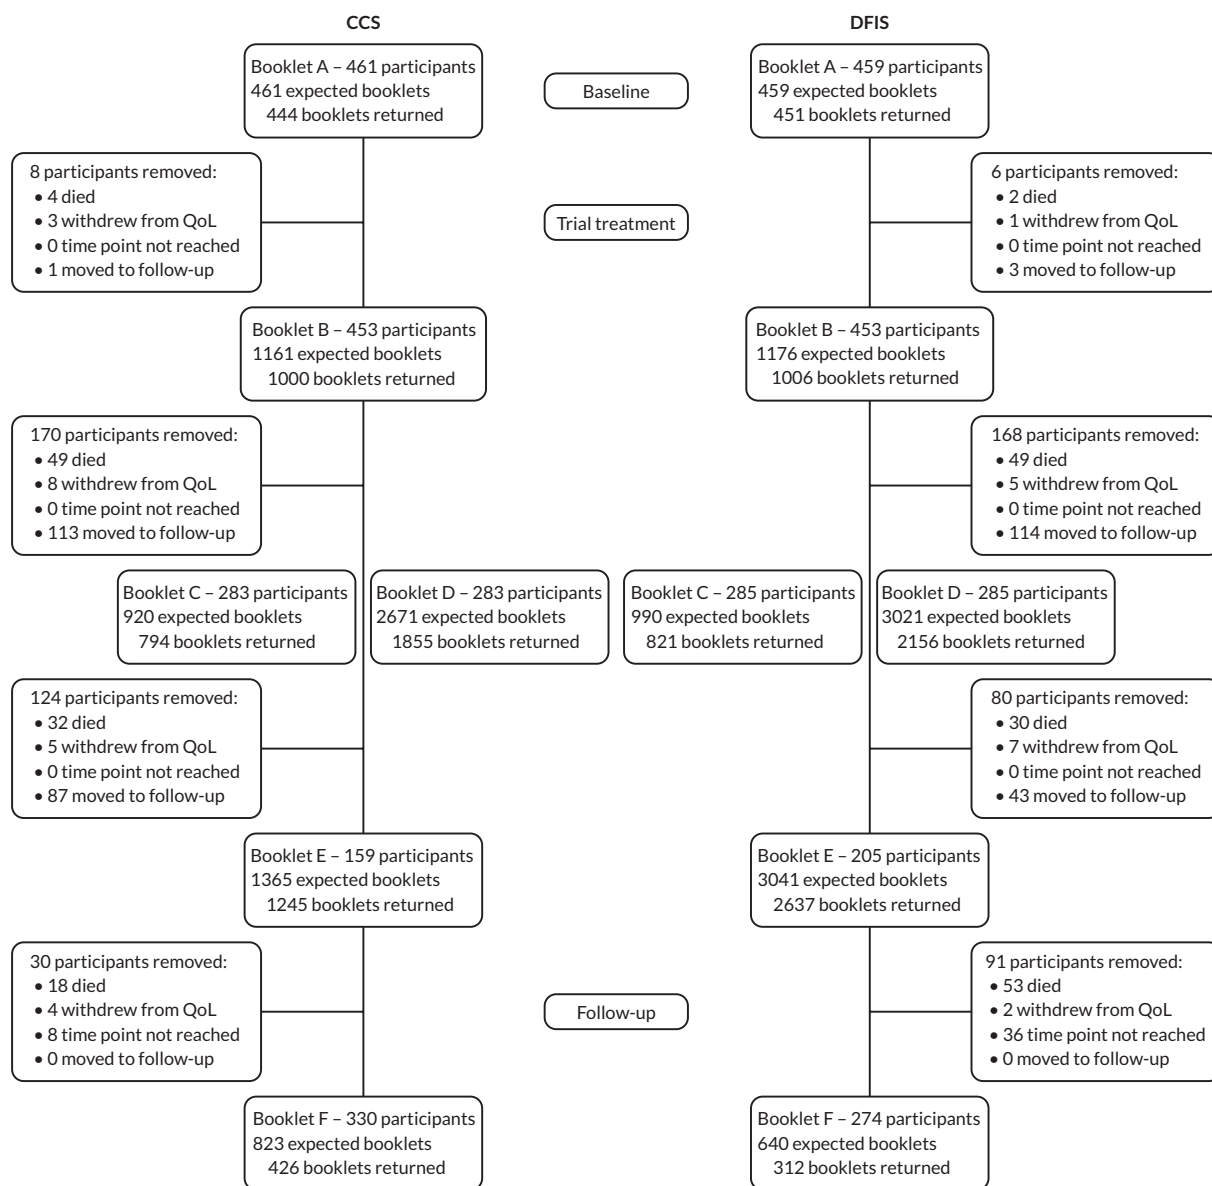 CCS
DFIS
Booklet A – 461 participants
461 expected booklets
444 booklets returned
Baseline
Booklet A – 459 participants
459 expected booklets
451 booklets returned
8 participants removed:
• 4 died
• 3 withdrew from QoL
• 0 time point not reached
• 1 moved to follow-up
Trial treatment
6 participants removed:
• 2 died
• 1 withdrew from QoL
• 0 time point not reached
• 3 moved to follow-up
Booklet B – 453 participants
1161 expected booklets
1000 booklets returned
Booklet B – 453 participants
1176 expected booklets
1006 booklets returned
170 participants removed:
• 49 died
• 8 withdrew from QoL
• 0 time point not reached
• 113 moved to follow-up
168 participants removed:
• 49 died
• 5 withdrew from QoL
• 0 time point not reached
• 114 moved to follow-up
Booklet C – 283 participants
920 expected booklets
794 booklets returned
Booklet D – 283 participants
2671 expected booklets
1855 booklets returned
Booklet C – 285 participants
990 expected booklets
821 booklets returned
Booklet D – 285 participants
3021 expected booklets
2156 booklets returned
124 participants removed:
• 32 died
• 5 withdrew from QoL
• 0 time point not reached
• 87 moved to follow-up
80 participants removed:
• 30 died
• 7 withdrew from QoL
• 0 time point not reached
• 43 moved to follow-up
Booklet E – 159 participants
1365 expected booklets
1245 booklets returned
Booklet E – 205 participants
3041 expected booklets
2637 booklets returned
30 participants removed:
• 18 died
• 4 withdrew from QoL
• 8 time point not reached
• 0 moved to follow-up
Follow-up
91 participants removed:
• 53 died
• 2 withdrew from QoL
• 36 time point not reached
• 0 moved to follow-up
Booklet F – 330 participants
823 expected booklets
426 booklets returned
Booklet F – 274 participants
640 expected booklets
312 booklets returned